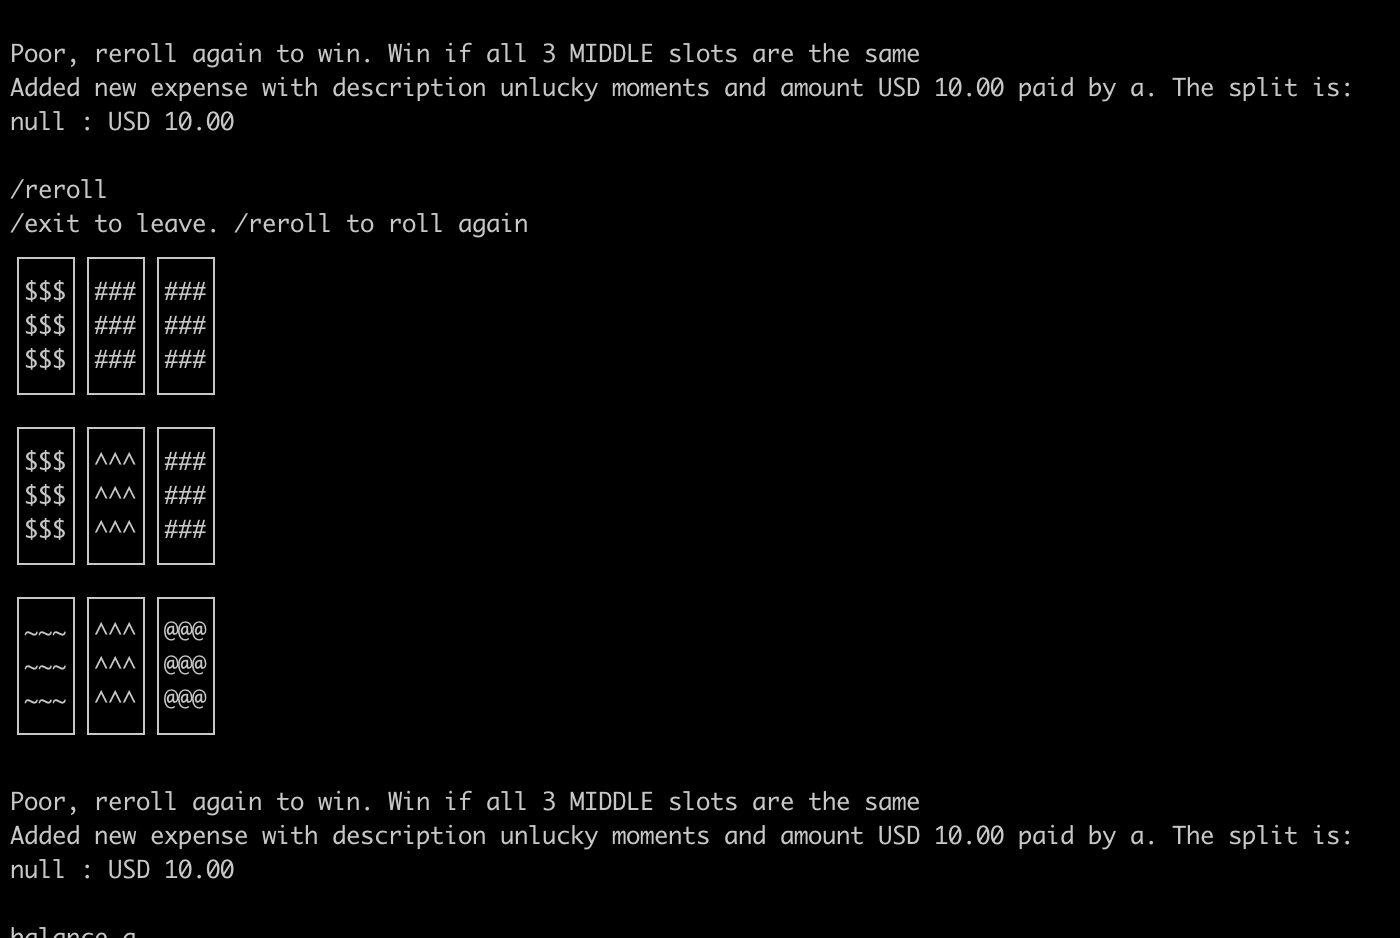 Poor, reroll again to win. Win if all 3 MIDDLE slots are the same
Added new expense with description unlucky moments and amount USD 10.00 paid by a. The split is:
null : USD 10.00
/reroll
/exit to leave. /reroll to roll again
$$$ ### ###
$$$ ### ###
$$$ ### ###
$$$ ^^^ ###
$$$ ^^^ ###
$$$ ^^^ ###
~~~ ^^^ @@@
~~~ ^^^ @@@
~~~ ^^^ @@@
Poor, reroll again to win. Win if all 3 MIDDLE slots are the same
Added new expense with description unlucky moments and amount USD 10.00 paid by a. The split is:
null : USD 10.00
balance a